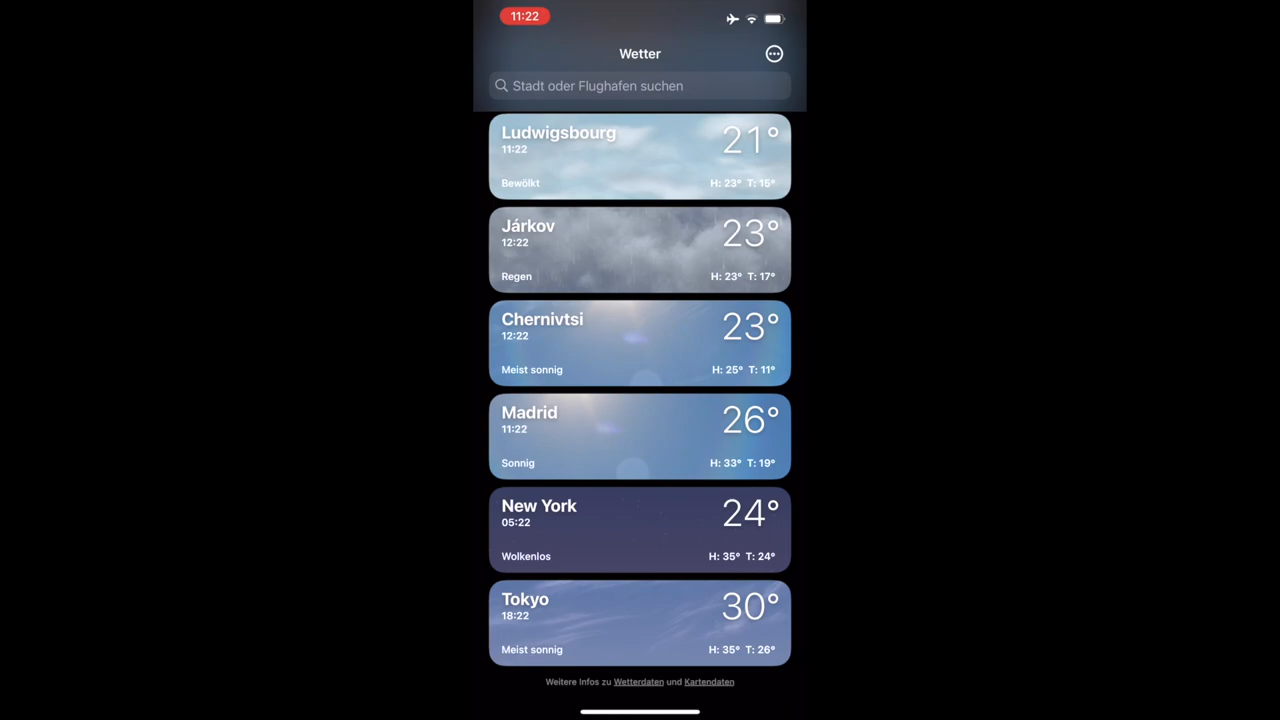 11:22
Wetter
Stadt oder Flughafen suchen
Ludwigsbourg 21°
11:22
Bewölkt H: 23° T: 15°
Járkov 23°
12:22
Regen H: 23° T: 17°
Chernivtsi 23°
12:22
Meist sonnig H: 25° T: 11°
Madrid 26°
11:22
Sonnig H: 33° T: 19°
New York 24°
05:22
Wolkenlos H: 35° T: 24°
Tokyo 30°
18:22
Meist sonnig H: 35° T: 26°
Weitere Infos zu Wetterdaten und Kartendaten